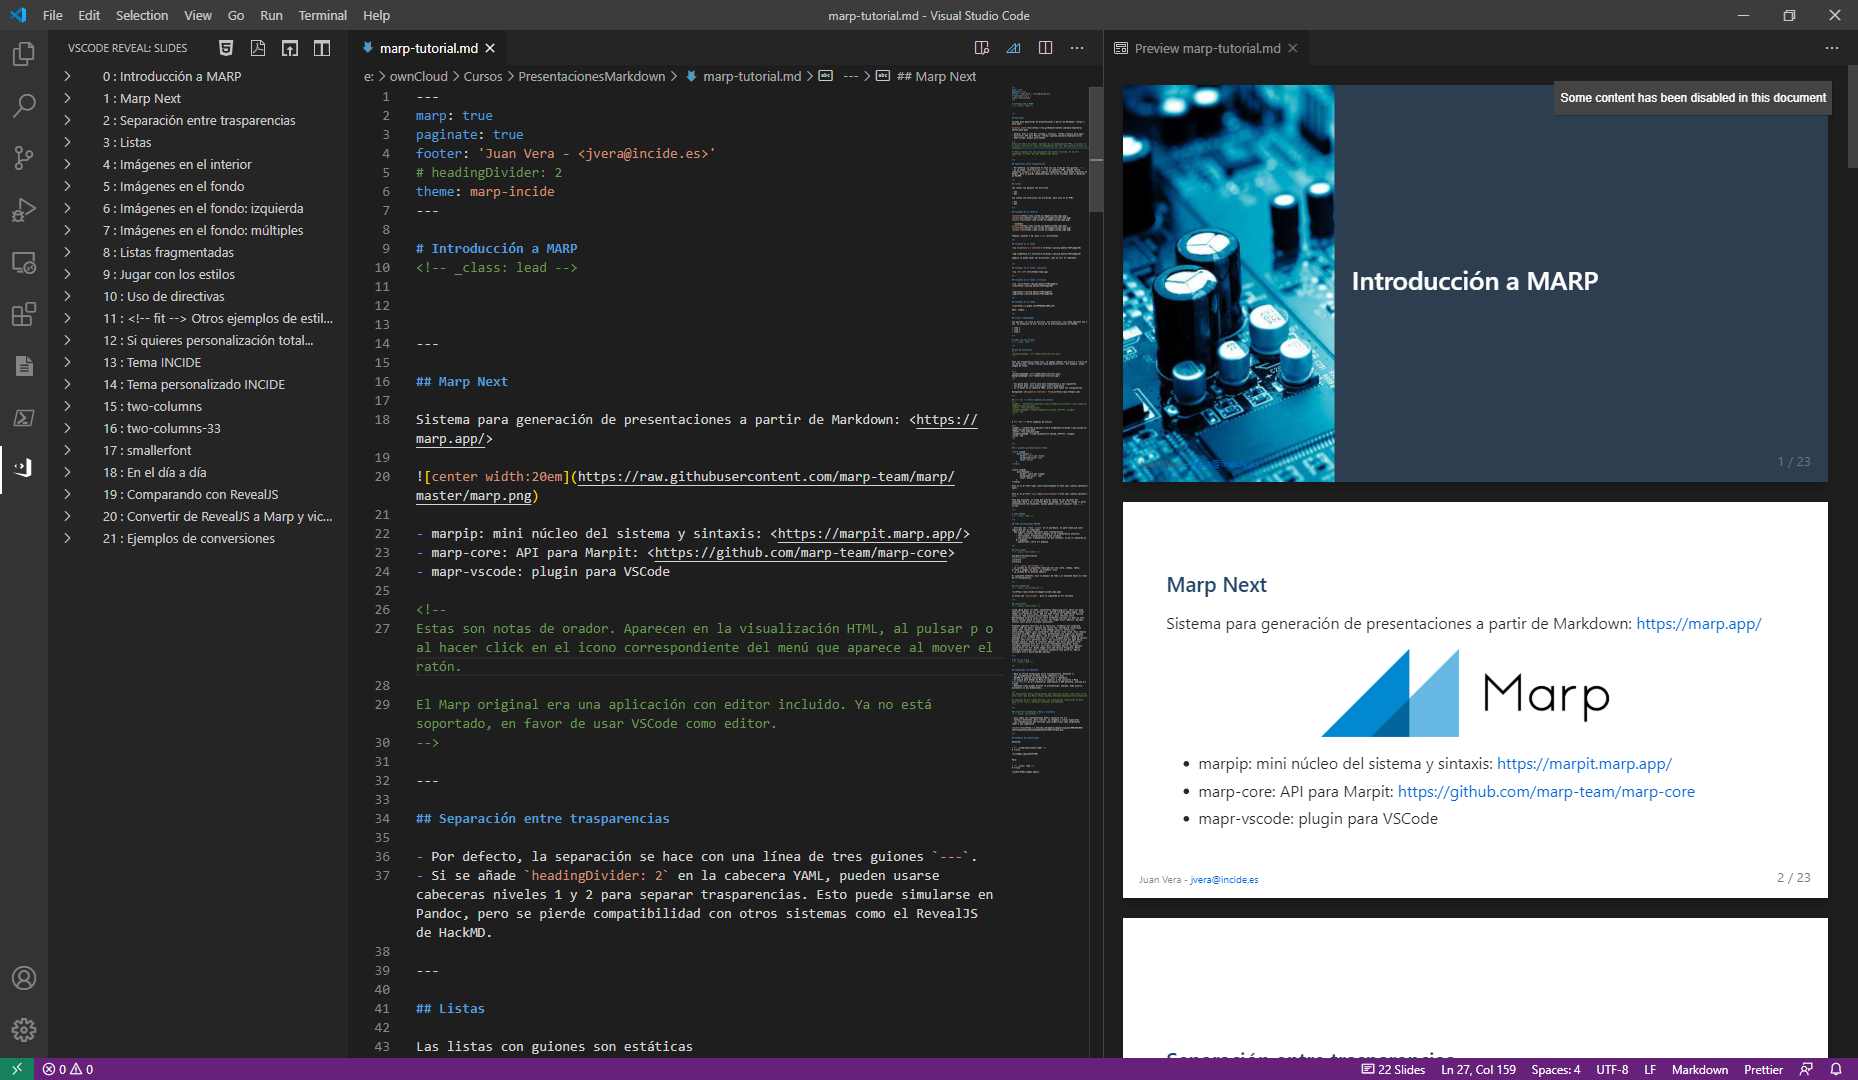 File Edit Selection View Go Run Terminal Help
marp-tutorial.md - Visual Studio Code
VSCODE REVEAL: SLIDES
0 : Introducción a MARP
1 : Marp Next
2 : Separación entre trasparencias
3 : Listas
4 : Imágenes en el interior
5 : Imágenes en el fondo
6 : Imágenes en el fondo: izquierda
7 : Imágenes en el fondo: múltiples
8 : Listas fragmentadas
9 : Jugar con los estilos
10 : Uso de directivas
11 : <!-- fit --> Otros ejemplos de estil...
12 : Si quieres personalización total...
13 : Tema INCIDE
14 : Tema personalizado INCIDE
15 : two-columns
16 : two-columns-33
17 : smallerfont
18 : En el día a día
19 : Comparando con RevealJS
20 : Convertir de RevealJS a Marp y vic...
21 : Ejemplos de conversiones
marp-tutorial.md
e: > ownCloud > Cursos > PresentacionesMarkdown > marp-tutorial.md > abc --- > abc ## Marp Next
1 ---
2 marp: true
3 paginate: true
4 footer: 'Juan Vera - <jvera@incide.es>'
5 # headingDivider: 2
6 theme: marp-incide
7 ---
8
9 # Introducción a MARP
10 <!-- _class: lead -->
11
12
13
14 ---
15
16 ## Marp Next
17
18 Sistema para generación de presentaciones a partir de Markdown: <https://
marp.app/>
19
20 ![center width:20em](https://raw.githubusercontent.com/marp-team/marp/
master/marp.png)
21
22 - marpip: mini núcleo del sistema y sintaxis: <https://marpit.marp.app/>
23 - marp-core: API para Marpit: <https://github.com/marp-team/marp-core>
24 - mapr-vscode: plugin para VSCode
25
26 <!--
27 Estas son notas de orador. Aparecen en la visualización HTML, al pulsar p o
al hacer click en el icono correspondiente del menú que aparece al mover el
ratón.
28
29 El Marp original era una aplicación con editor incluido. Ya no está
soportado, en favor de usar VSCode como editor.
30 -->
31
32 ---
33
34 ## Separación entre trasparencias
35
36 - Por defecto, la separación se hace con una línea de tres guiones `---`.
37 - Si se añade `headingDivider: 2` en la cabecera YAML, pueden usarse
cabeceras niveles 1 y 2 para separar trasparencias. Esto puede simularse en
Pandoc, pero se pierde compatibilidad con otros sistemas como el RevealJS
de HackMD.
38
39 ---
40
41 ## Listas
42
43 Las listas con guiones son estáticas
Preview marp-tutorial.md
Some content has been disabled in this document
Introducción a MARP
1 / 23
Marp Next
Sistema para generación de presentaciones a partir de Markdown: https://marp.app/
Marp
• marpip: mini núcleo del sistema y sintaxis: https://marpit.marp.app/
• marp-core: API para Marpit: https://github.com/marp-team/marp-core
• mapr-vscode: plugin para VSCode
Juan Vera - jvera@incide.es
2 / 23
Separación entre trasparencias
0 0
22 Slides Ln 27, Col 159 Spaces: 4 UTF-8 LF Markdown Prettier